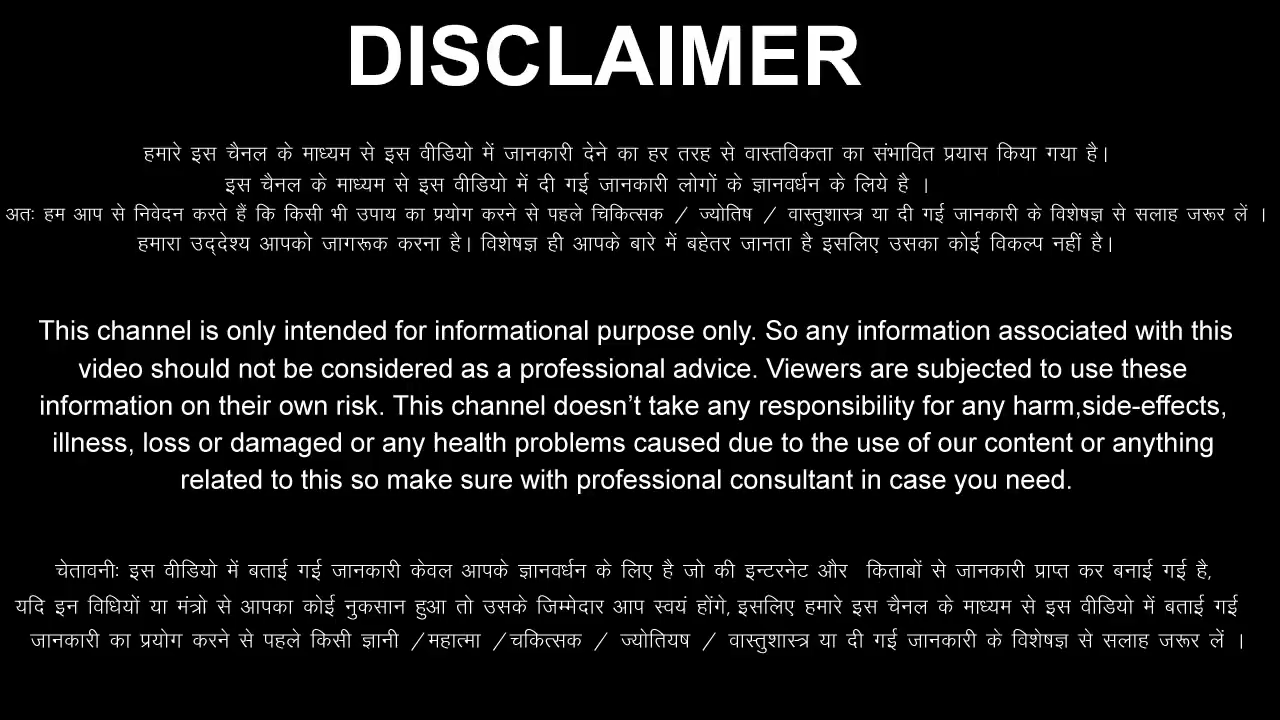 DISCLAIMER
हमारे इस चैनल के माध्यम से इस वीडियो में जानकारी देने का हर तरह से वास्तविकता का संभावित प्रयास किया गया है।
इस चैनल के माध्यम से इस वीडियो में दी गई जानकारी लोगों के ज्ञानवर्धन के लिये है ।
अतः हम आप से निवेदन करते हैं कि किसी भी उपाय का प्रयोग करने से पहले चिकित्सक / ज्योतिष / वास्तुशास्त्र या दी गई जानकारी के विशेषज्ञ से सलाह जरूर लें ।
हमारा उद्देश्य आपको जागरूक करना है। विशेषज्ञ ही आपके बारे में बहेतर जानता है इसलिए उसका कोई विकल्प नहीं है।
This channel is only intended for informational purpose only. So any information associated with this
video should not be considered as a professional advice. Viewers are subjected to use these
information on their own risk. This channel doesn’t take any responsibility for any harm,side-effects,
illness, loss or damaged or any health problems caused due to the use of our content or anything
related to this so make sure with professional consultant in case you need.
चेतावनीः इस वीडियो में बताई गई जानकारी केवल आपके ज्ञानवर्धन के लिए है जो की इन्टरनेट और किताबों से जानकारी प्राप्त कर बनाई गई है,
यदि इन विधियों या मंत्रो से आपका कोई नुकसान हुआ तो उसके जिम्मेदार आप स्वयं होंगे, इसलिए हमारे इस चैनल के माध्यम से इस वीडियो में बताई गई
जानकारी का प्रयोग करने से पहले किसी ज्ञानी /महात्मा /चकित्सक / ज्योतियष / वास्तुशास्त्र या दी गई जानकारी के विशेषज्ञ से सलाह जरूर लें ।